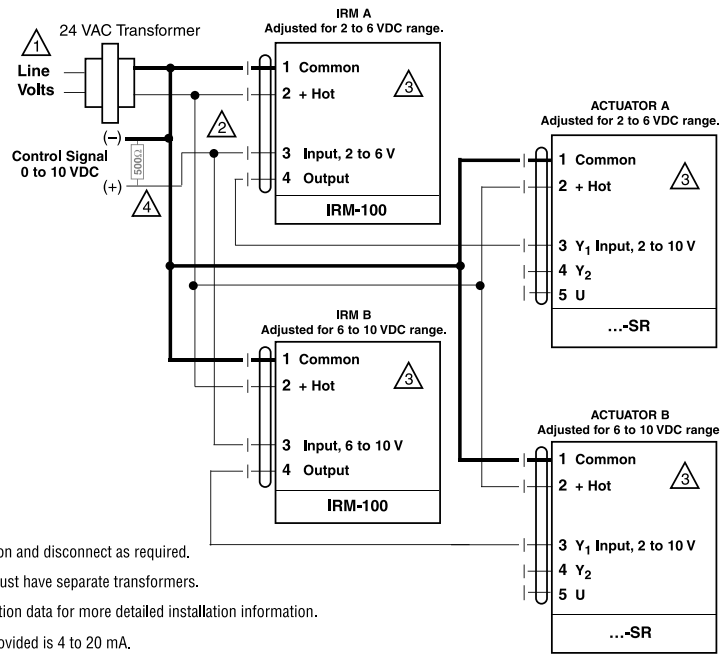 24 VAC Transformer
1
Line
Volts
(–)
Control Signal
0 to 10 VDC
500Ω
(+)
4
2
IRM A
Adjusted for 2 to 6 VDC range.
1 Common
2 + Hot
3
3 Input, 2 to 6 V
4 Output
IRM-100
ACTUATOR A
Adjusted for 2 to 6 VDC range.
1 Common
2 + Hot
3
3 Y1 Input, 2 to 10 V
4 Y2
5 U
...-SR
IRM B
Adjusted for 6 to 10 VDC range.
1 Common
2 + Hot
3
3 Input, 6 to 10 V
4 Output
IRM-100
ACTUATOR B
Adjusted for 6 to 10 VDC range
1 Common
2 + Hot
3
3 Y1 Input, 2 to 10 V
4 Y2
5 U
...-SR
on and disconnect as required.
ust have separate transformers.
tion data for more detailed installation information.
ovided is 4 to 20 mA.